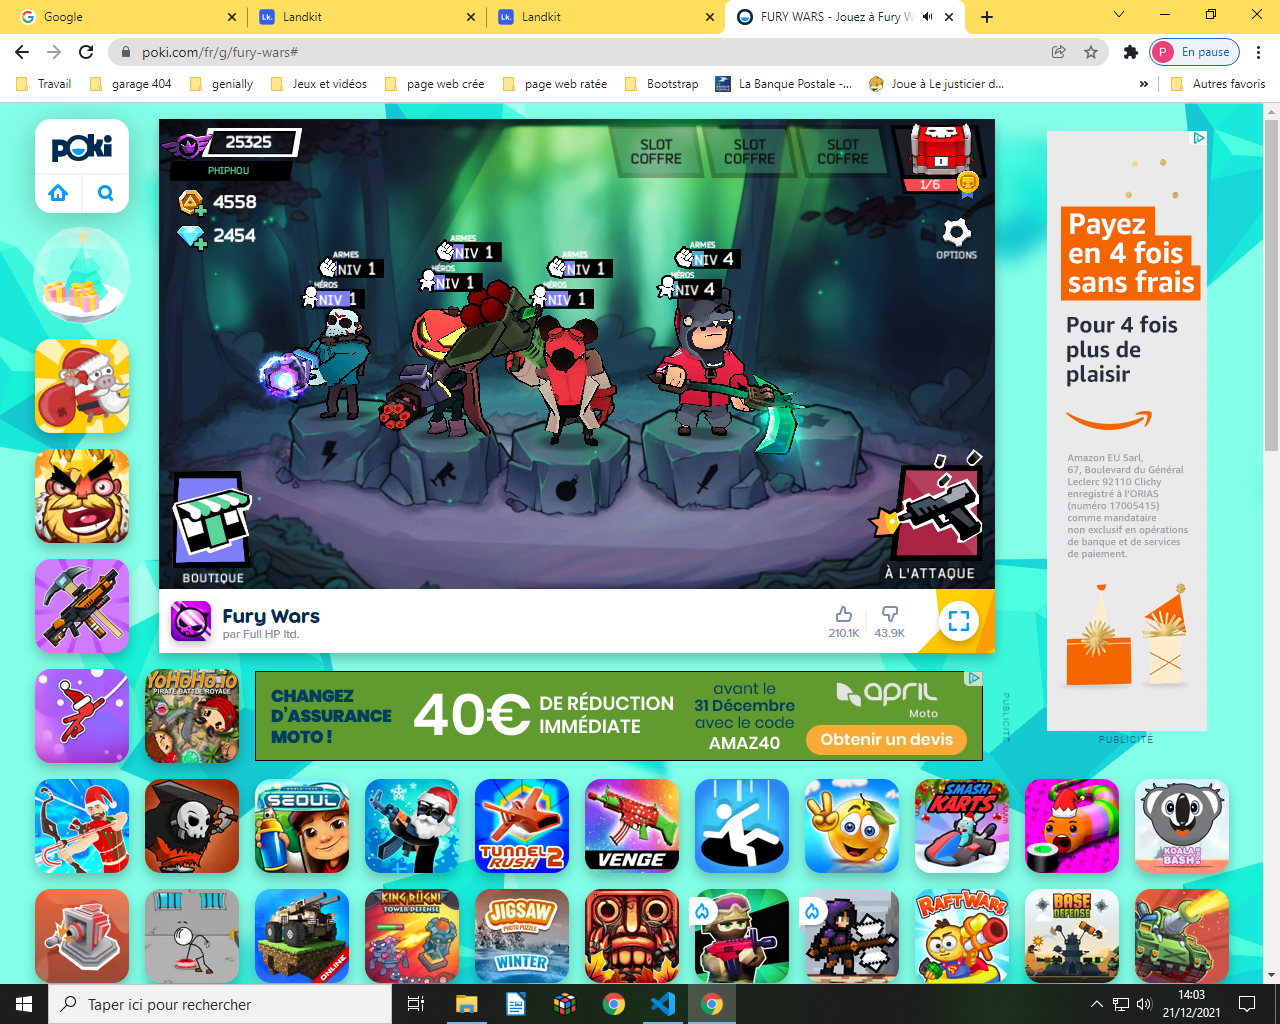 Google
Landkit
Landkit
FURY WARS - Jouez à Fury W
poki.com/fr/g/fury-wars#
P
En pause
Travail
garage 404
genially
Jeux et vidéos
page web crée
page web ratée
Bootstrap
La Banque Postale -...
Joue à Le justicier d...
»
Autres favoris
poki
25325
PHIPHOU
4558
2454
SLOT
COFFRE
SLOT
COFFRE
SLOT
COFFRE
1/6
OPTIONS
ARMES
NIV 1
HÉROS
NIV 1
ARMES
NIV 1
HÉROS
NIV 1
ARMES
NIV 1
HÉROS
NIV 1
ARMES
NIV 4
HÉROS
NIV 4
BOUTIQUE
À L'ATTAQUE
Fury Wars
par Full HP ltd.
210.1K
43.9K
Payez
en 4 fois
sans frais
Pour 4 fois
plus de
plaisir
Amazon EU Sarl,
67, Boulevard du Général
Leclerc 92110 Clichy
enregistré à l'ORIAS
(numéro 17005415)
comme mandataire
non exclusif en opérations
de banque et de services
de paiement.
PUBLICITÉ
YoHoHo.io
PIRATE BATTLE ROYALE
CHANGEZ
D'ASSURANCE
MOTO !
40€
DE RÉDUCTION
IMMÉDIATE
avant le
31 Décembre
avec le code
AMAZ40
april
Moto
Obtenir un devis
PUBLICITÉ
SEOUL
TUNNEL
RUSH 2
VENGE
SMASH
KARTS
KOALA
BASH
ONLINE
KING RUGNI
TOWER DEFENSE
JIGSAW
PHOTO PUZZLE
WINTER
RAFT WARS
BASE
DEFENSE
Lk.
Lk.
Taper ici pour rechercher
14:03
21/12/2021